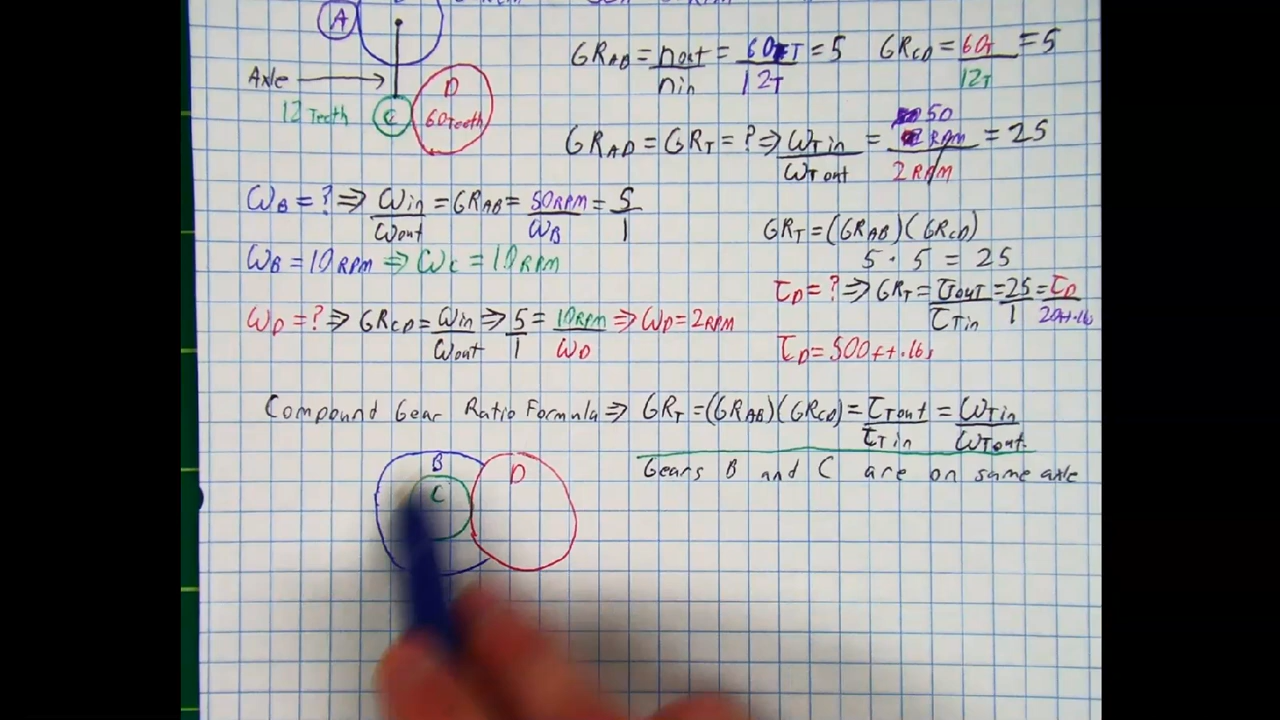 A
Axle
12 Teeth C
D
60 Teeth
GR_AB = n_out/n_in = 60T/12T = 5
GR_CD = 60T/12T = 5
GR_AD = GR_T = ? ⇒ ω_T in/ω_T out = 50 RPM/2 RPM = 25
ω_B = ? ⇒ ω_in/ω_out = GR_AB = 50 RPM/ω_B = 5/1
ω_B = 10 RPM ⇒ ω_C = 10 RPM
GR_T = (GR_AB)(GR_CD)
5 · 5 = 25
τ_D = ? ⇒ GR_T = τ_out/τ_T in = 25/1 = τ_D/20ft·lb
τ_D = 500 ft·lbs
ω_D = ? ⇒ GR_CD = ω_in/ω_out ⇒ 5/1 = 10 RPM/ω_D ⇒ ω_D = 2 RPM
Compound Gear Ratio Formula ⇒ GR_T = (GR_AB)(GR_CD) = τ_T out/τ_T in = ω_T in/ω_T out
Gears B and C are on same axle
B
C
D